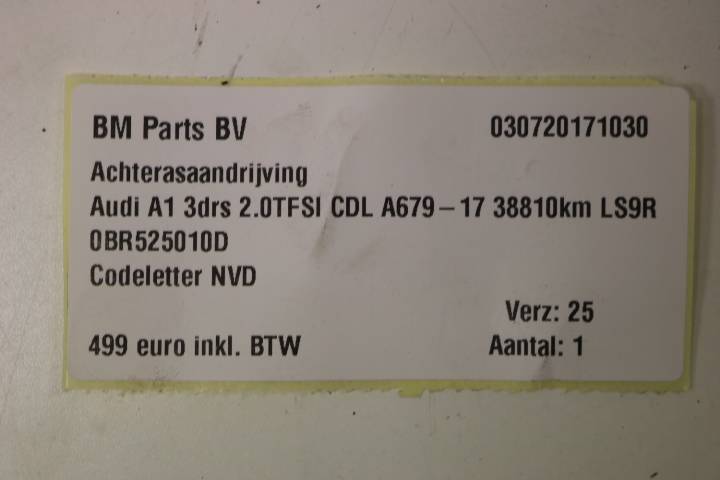 BM Parts BV 030720171030
Achterasaandrijving
Audi A1 3drs 2.0TFSI CDL A679-17 38810km LS9R
0BR525010D
Codeletter NVD
Verz: 25
499 euro inkl. BTW Aantal: 1